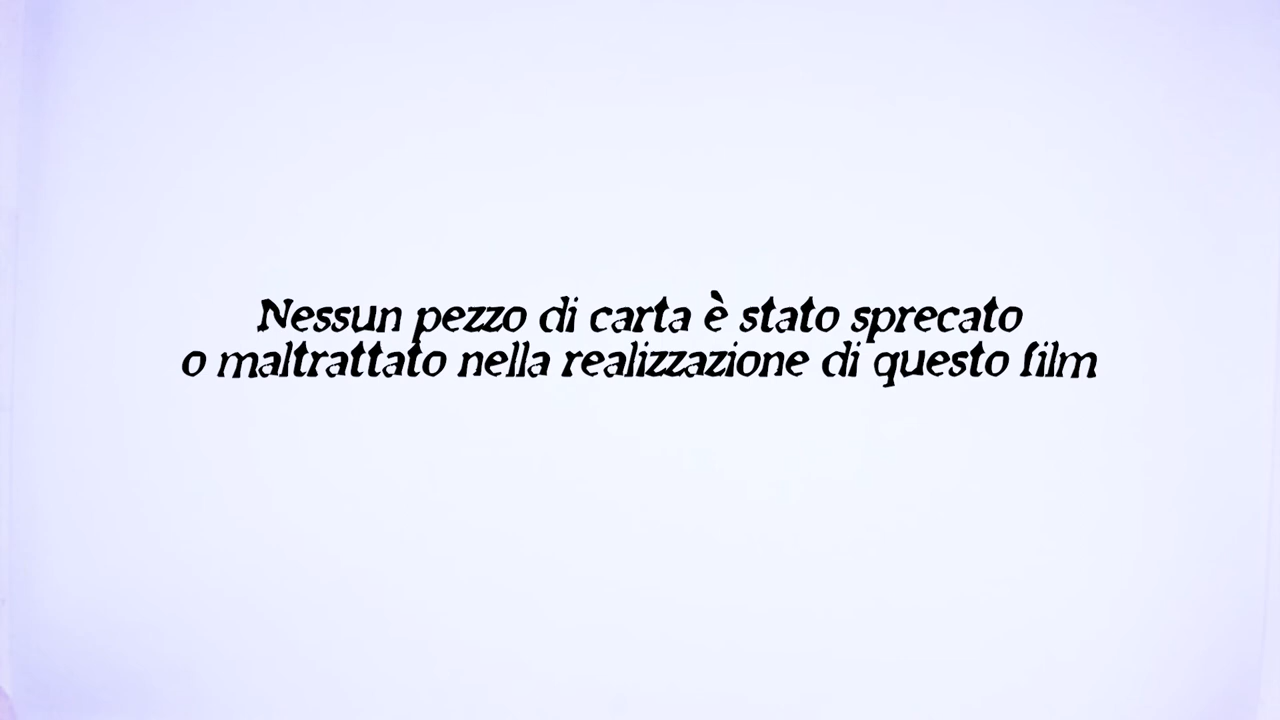 Nessun pezzo di carta è stato sprecato
o maltrattato nella realizzazione di questo film